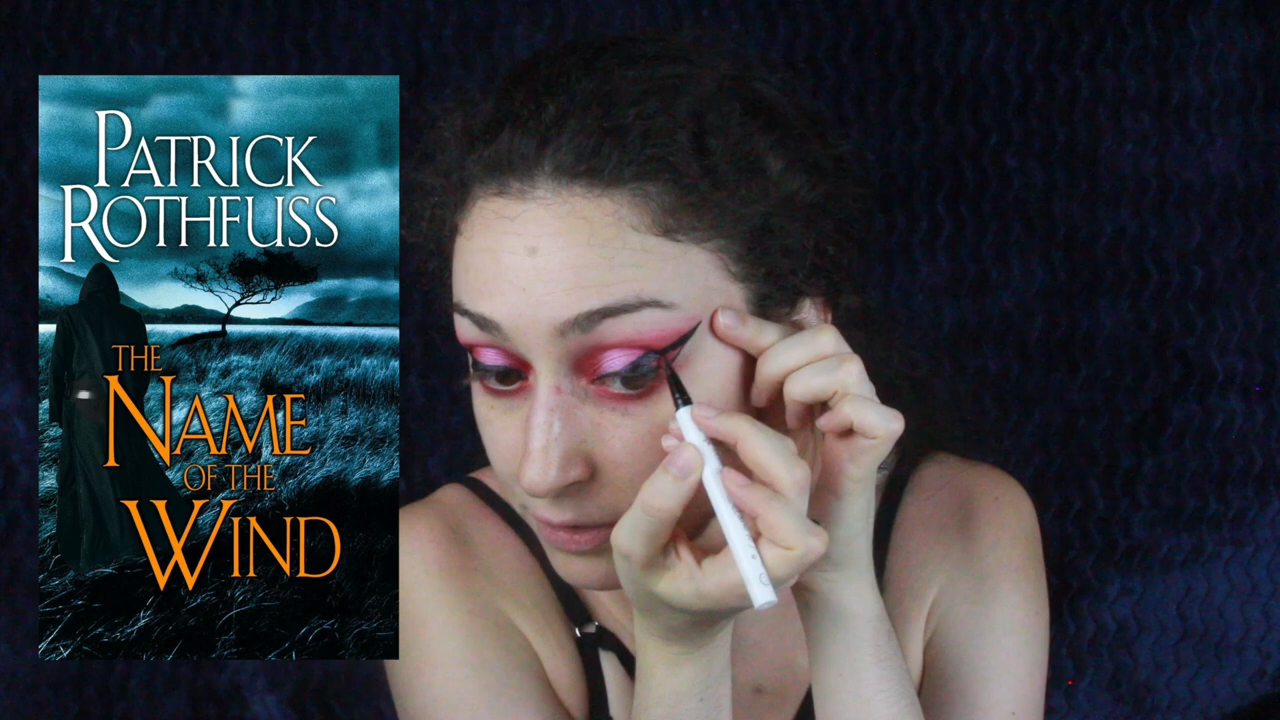 PATRICK
ROTHFUSS
THE
NAME
OF THE
WIND